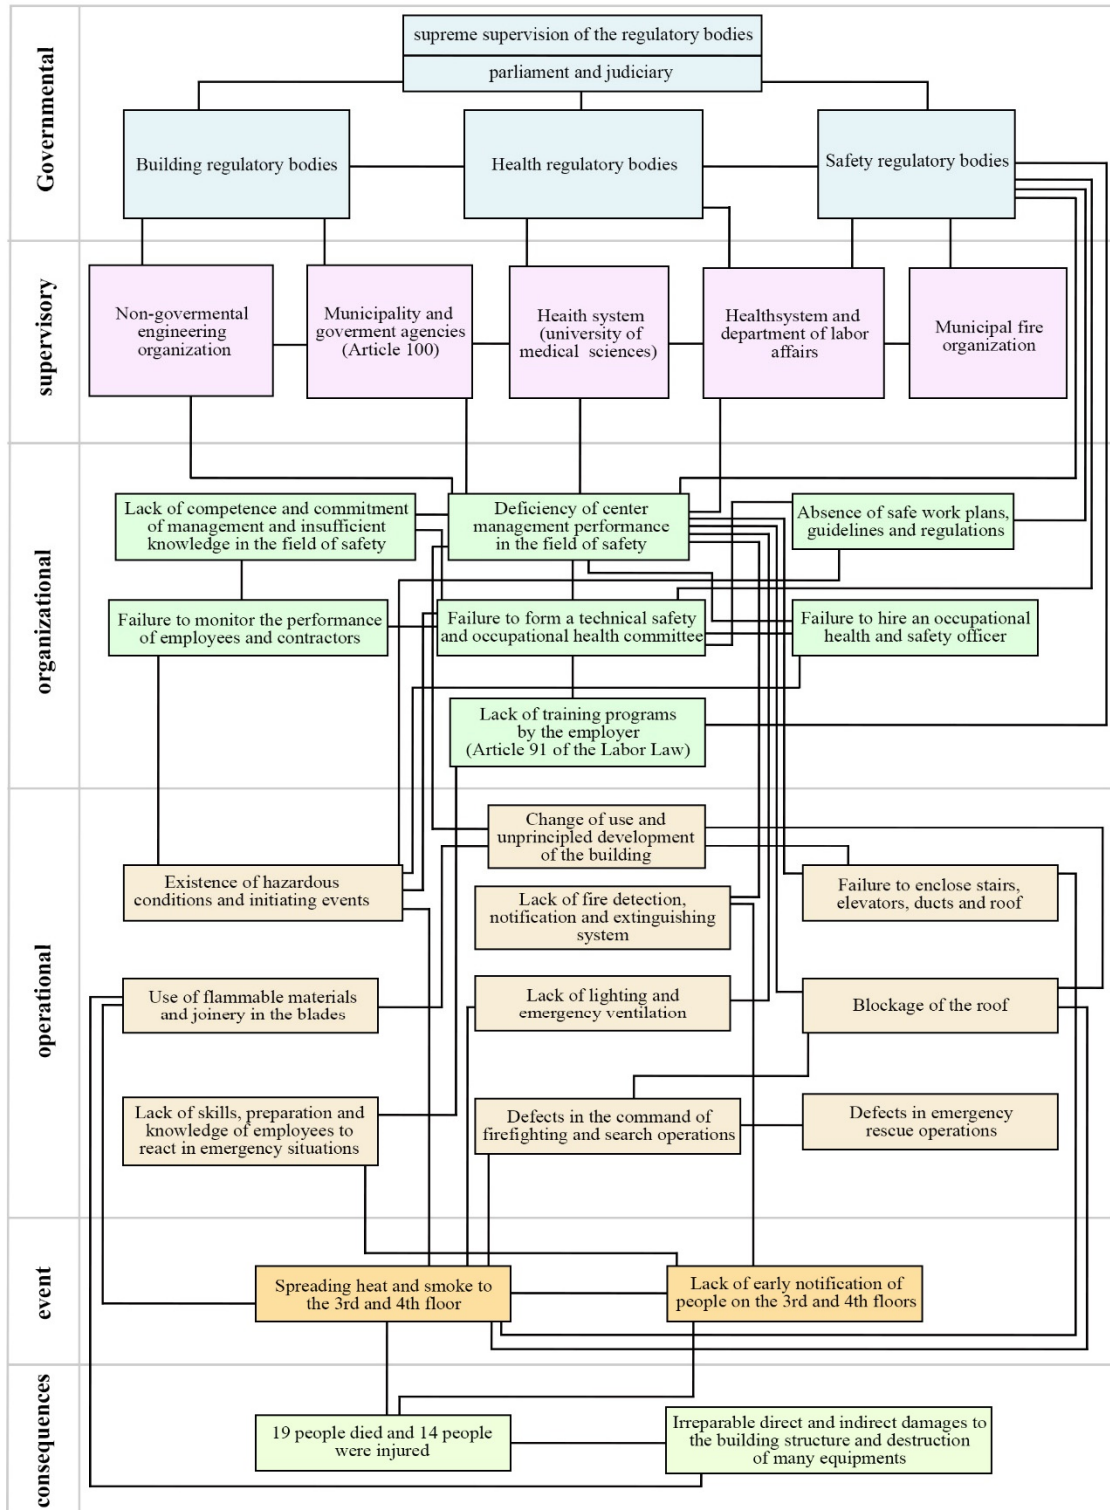 Governmental
supreme supervision of the regulatory bodies
parliament and judiciary
Building regulatory bodies
Health regulatory bodies
Safety regulatory bodies
supervisory
Non-govermental
engineering
organization
Municipality and
goverment agencies
(Article 100)
Heaith system
(university of
medical sciences)
Healthsystem and
department of labor
affairs
Municipal fire
organization
organizational
Lack of competence and commitment
of management and insufficient
knowledge in the field of safety
Deficiency of center
management performance
in the field of safety
Absence of safe work plans,
guidelines and regulations
Failure to monitor the performance
of employees and contractors
Failure to form a technical safety
and occupational health committee
Failure to hire an occupational
health and safety officer
Lack of training programs
by the employer
(Article 91 of the Labor Law)
operational
Change of use and
unprincipled development
of the building
Existence of hazardous
conditions and initiating events
Lack of fire detection,
notification and extinguishing
system
Failure to enclose stairs,
elevators, ducts and roof
Use of flammable materials
and joinery in the blades
Lack of lighting and
emergency ventilation
Blockage of the roof
Lack of skills, preparation and
knowledge of employees to
react in emergency situations
Defects in the command of
firefighting and search operations
Defects in emergency
rescue operations
event
Spreading heat and smoke to
the 3rd and 4th floor
Lack of early notification of
people on the 3rd and 4th floors
consequences
19 people died and 14 people
were injured
Irreparable direct and indirect damages to
the building structure and destruction
of many equipments